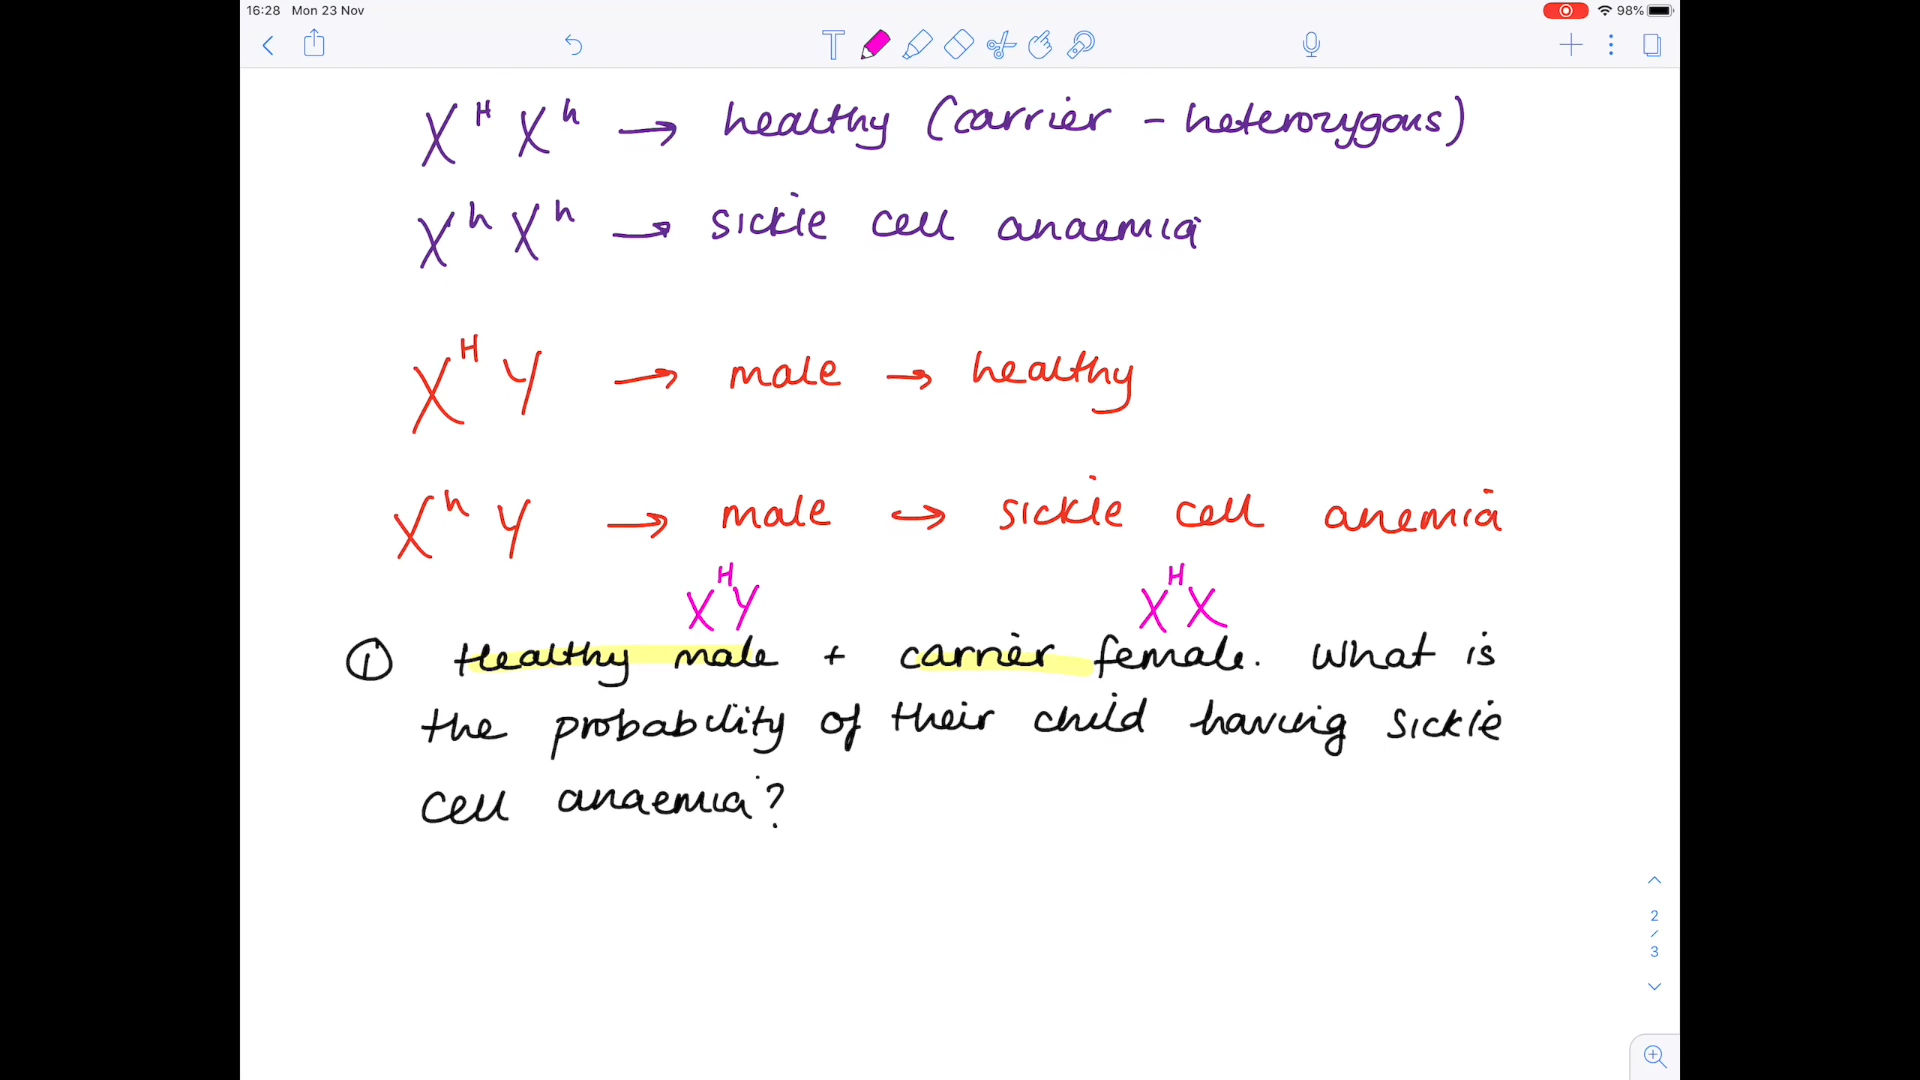 16:28 Mon 23 Nov 98%
X^H X^h → healthy (carrier - heterozygous)
X^h X^h → sickle cell anaemia
X^H Y → male → healthy
X^h Y → male → sickle cell anemia
X^H Y X^H X
① Healthy male + carrier female. What is
the probability of their child having sickle
cell anaemia?
2
/
3